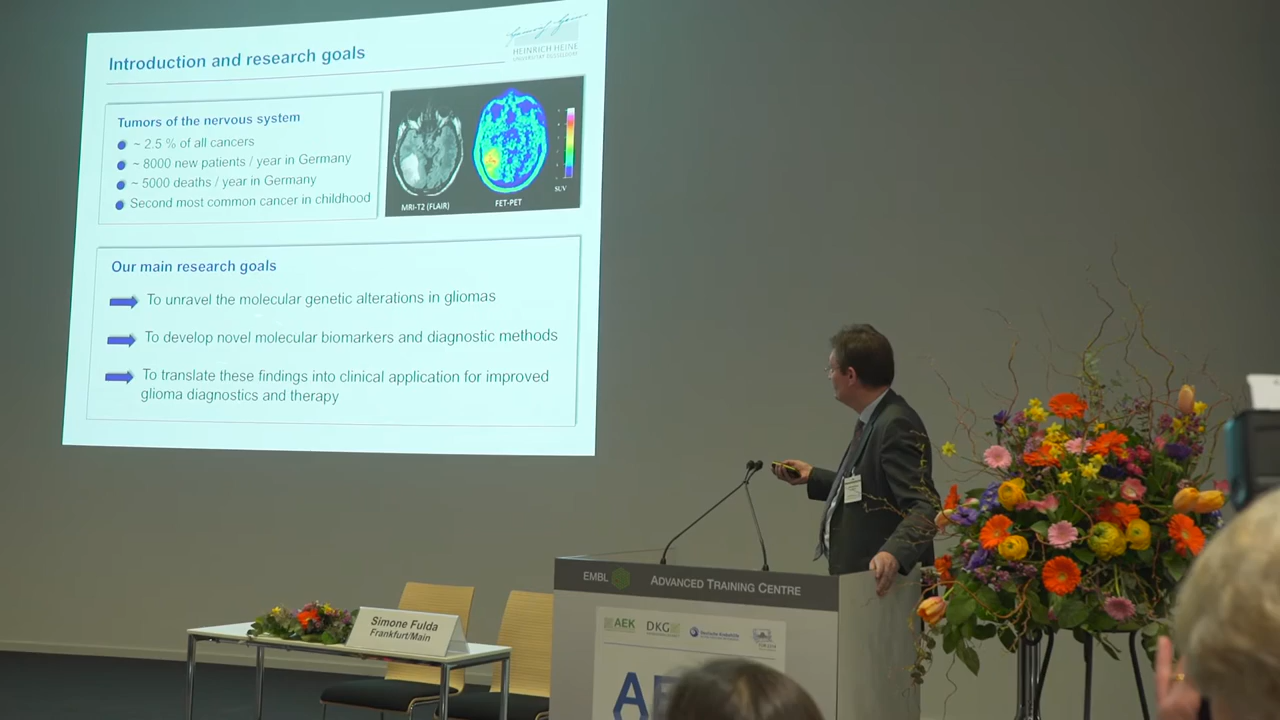 Introduction and research goals
HEINRICH HEINE
UNIVERSITÄT DÜSSELDORF
Tumors of the nervous system
~ 2.5 % of all cancers
~ 8000 new patients / year in Germany
~ 5000 deaths / year in Germany
Second most common cancer in childhood
MRI-T2 (FLAIR)
FET-PET
SUV
Our main research goals
To unravel the molecular genetic alterations in gliomas
To develop novel molecular biomarkers and diagnostic methods
To translate these findings into clinical application for improved
glioma diagnostics and therapy
Simone Fulda
Frankfurt/Main
EMBL ADVANCED TRAINING CENTRE
AEK DKG Deutsche Krebshilfe